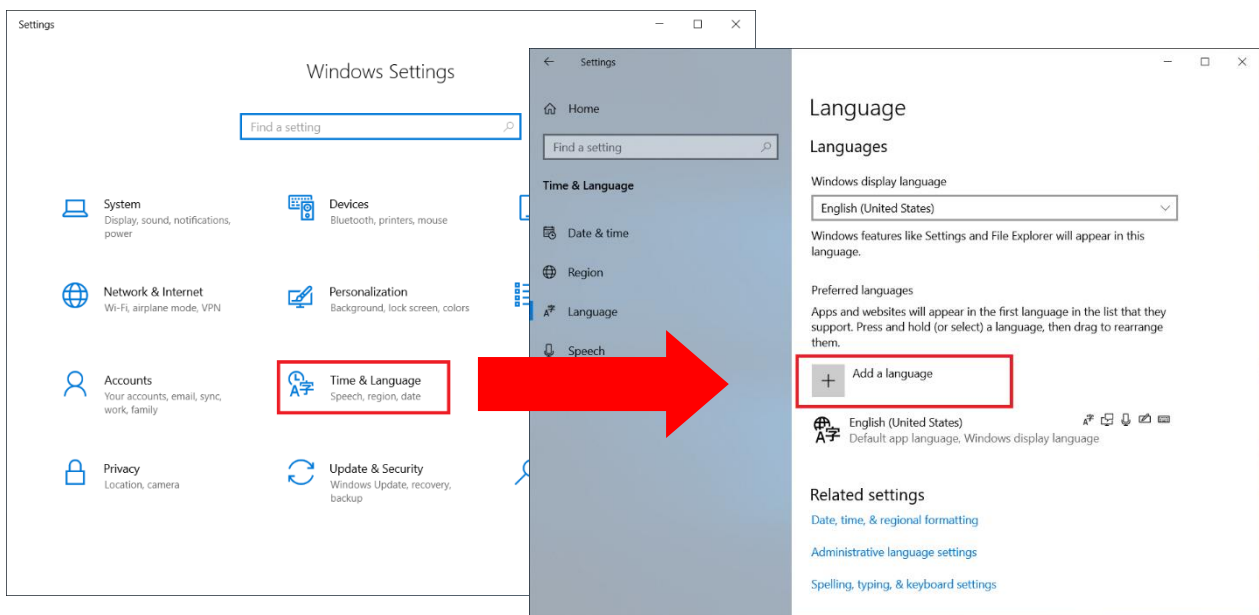 Settings
Windows Settings
Find a setting
System
Display, sound, notifications,
power
Devices
Bluetooth, printers, mouse
Network & Internet
Wi-Fi, airplane mode, VPN
Personalization
Background, lock screen, colors
Accounts
Your accounts, email, sync,
work, family
Time & Language
Speech, region, date
Privacy
Location, camera
Update & Security
Windows Update, recovery,
backup
Settings
Home
Find a setting
Time & Language
Date & time
Region
Language
Speech
Language
Languages
Windows display language
English (United States)
Windows features like Settings and File Explorer will appear in this
language.
Preferred languages
Apps and websites will appear in the first language in the list that they
support. Press and hold (or select) a language, then drag to rearrange
them.
Add a language
English (United States)
Default app language, Windows display language
Related settings
Date, time, & regional formatting
Administrative language settings
Spelling, typing, & keyboard settings